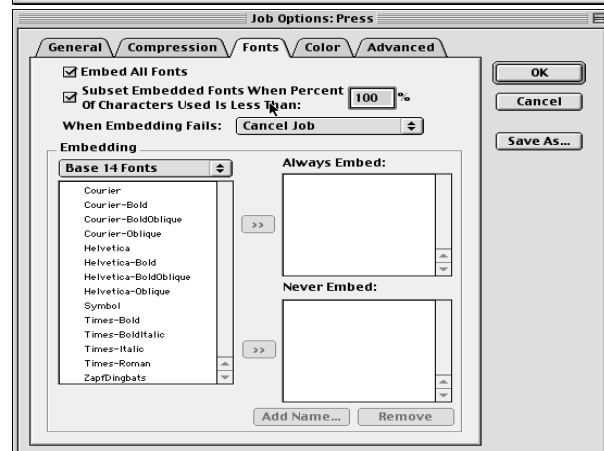 Job Options: Press
General
Compression
Fonts
Color
Advanced
Embed All Fonts
Subset Embedded Fonts When Percent
Of Characters Used Is Less Than:
100 %
When Embedding Fails: Cancel Job
Embedding
Base 14 Fonts
Courier
Courier-Bold
Courier-BoldOblique
Courier-Oblique
Helvetica
Helvetica-Bold
Helvetica-BoldOblique
Helvetica-Oblique
Symbol
Times-Bold
Times-BoldItalic
Times-Italic
Times-Roman
ZapfDingbats
>>
>>
Always Embed:
Never Embed:
Add Name...
Remove
OK
Cancel
Save As...